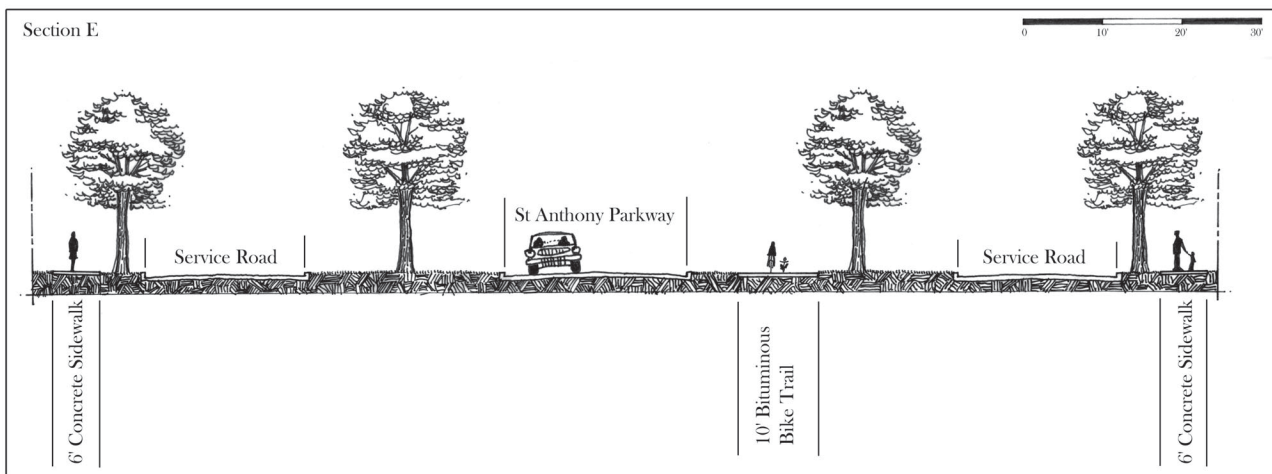 Section E
0 10' 20' 30'
St Anthony Parkway
Service Road
Service Road
6' Concrete Sidewalk
10' Bituminous
Bike Trail
6' Concrete Sidewalk